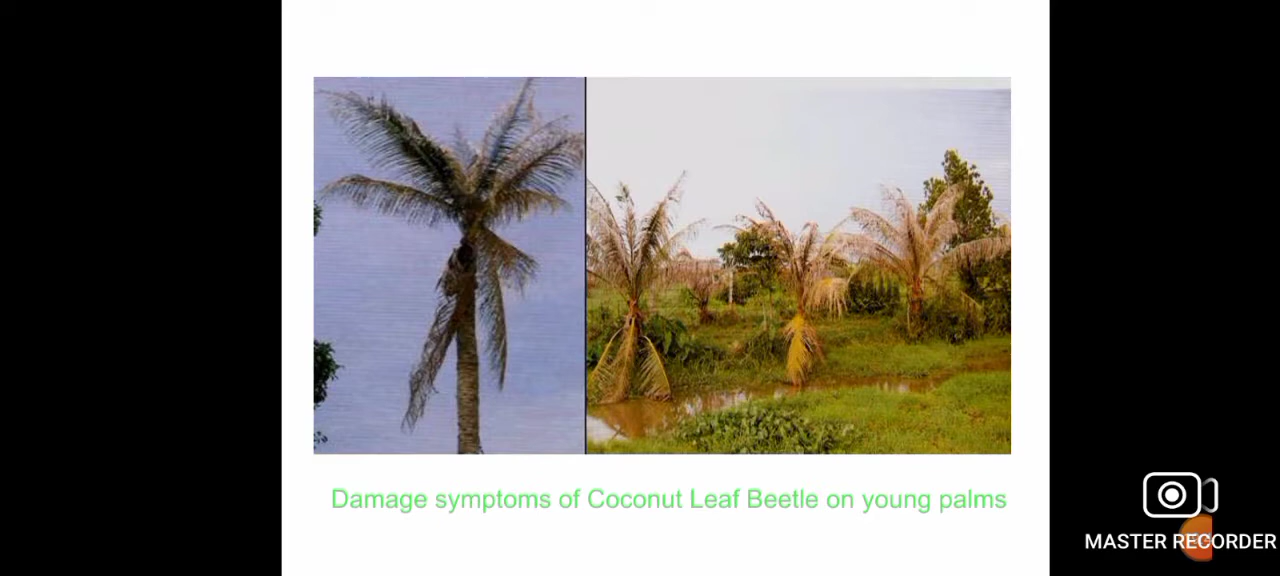 Damage symptoms of Coconut Leaf Beetle on young palms
MASTER RECORDER